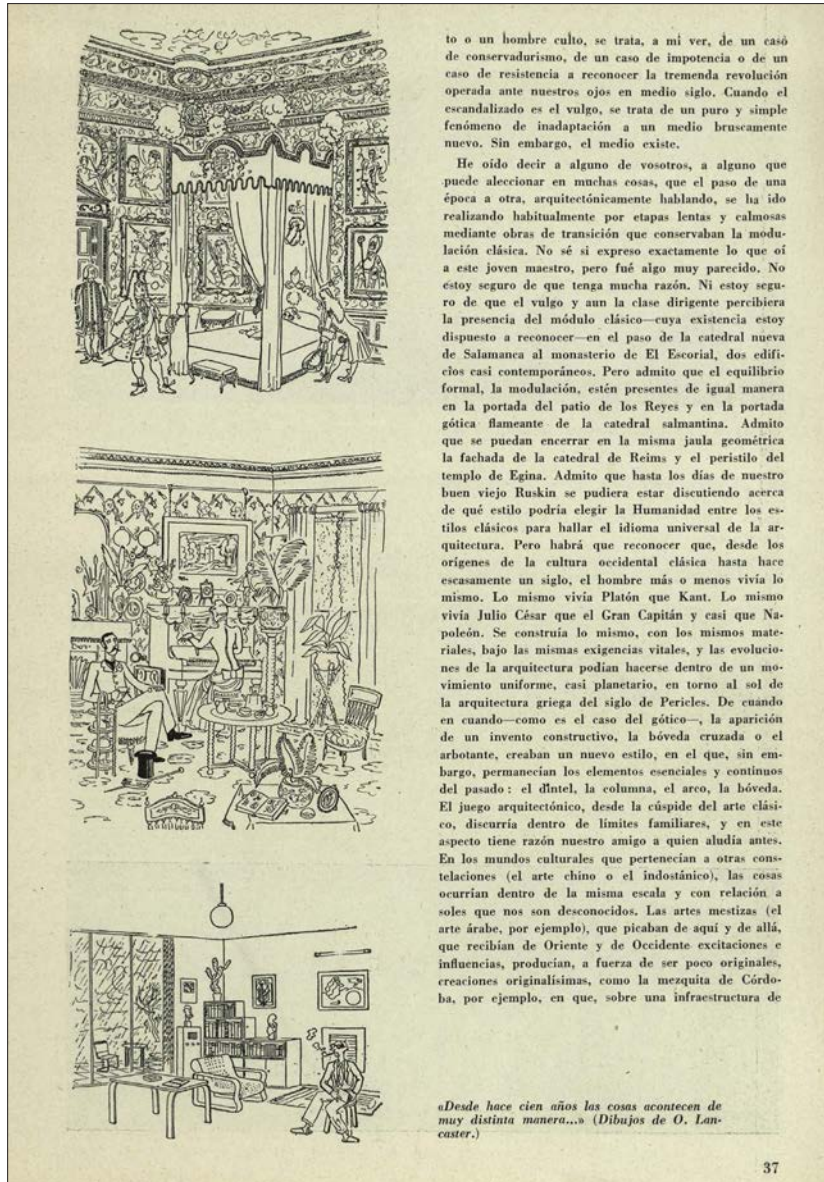 to o un hombre culto, se trata, a mi ver, de un caso
de conservadurismo, de un caso de impotencia o de un
caso de resistencia a reconocer la tremenda revolución
operada ante nuestros ojos en medio siglo. Cuando el
escandalizado es el vulgo, se trata de un puro y simple
fenómeno de inadaptación a un medio bruscamente
nuevo. Sin embargo, el medio existe.
He oído decir a alguno de vosotros, a alguno que
puede aleccionar en muchas cosas, que el paso de una
época a otra, arquitectónicamente hablando, se ha ido
realizando habitualmente por etapas lentas y calmosas
mediante obras de transición que conservaban la modu-
lación clásica. No sé si expreso exactamente lo que oí
a este joven maestro, pero fué algo muy parecido. No
estoy seguro de que tenga mucha razón. Ni estoy segu-
ro de que el vulgo y aun la clase dirigente percibiera
la presencia del módulo clásico—cuya existencia estoy
dispuesto a reconocer—en el paso de la catedral nueva
de Salamanca al monasterio de El Escorial, dos edifi-
cios casi contemporáneos. Pero admito que el equilibrio
formal, la modulación, estén presentes de igual manera
en la portada del patio de los Reyes y en la portada
gótica flameante de la catedral salmantina. Admito
que se puedan encerrar en la misma jaula geométrica
la fachada de la catedral de Reims y el peristilo del
templo de Egina. Admito que hasta los días de nuestro
buen viejo Ruskin se pudiera estar discutiendo acerca
de qué estilo podría elegir la Humanidad entre los es-
tilos clásicos para hallar el idioma universal de la ar-
quitectura. Pero habrá que reconocer que, desde los
orígenes de la cultura occidental clásica hasta hace
escasamente un siglo, el hombre más o menos vivía lo
mismo. Lo mismo vivía Platón que Kant. Lo mismo
vivía Julio César que el Gran Capitán y casi que Na-
poleón. Se construía lo mismo, con los mismos mate-
riales, bajo las mismas exigencias vitales, y las evolucio-
nes de la arquitectura podían hacerse dentro de un mo-
vimiento uniforme, casi planetario, en torno al sol de
la arquitectura griega del siglo de Pericles. De cuando
en cuando—como es el caso del gótico—, la aparición
de un invento constructivo, la bóveda cruzada o el
arbotante, creaban un nuevo estilo, en el que, sin em-
bargo, permanecían los elementos esenciales y continuos
del pasado: el dintel, la columna, el arco, la bóveda.
El juego arquitectónico, desde la cúspide del arte clási-
co, discurría dentro de límites familiares, y en este
aspecto tiene razón nuestro amigo a quien aludía antes.
En los mundos culturales que pertenecían a otras cons-
telaciones (el arte chino o el indostánico), las cosas
ocurrían dentro de la misma escala y con relación a
soles que nos son desconocidos. Las artes mestizas (el
arte árabe, por ejemplo), que picaban de aquí y de allá,
que recibían de Oriente y de Occidente excitaciones e
influencias, producían, a fuerza de ser poco originales,
creaciones originalísimas, como la mezquita de Córdo-
ba, por ejemplo, en que, sobre una infraestructura de
«Desde hace cien años las cosas acontecen de
muy distinta manera...» (Dibujos de O. Lan-
caster.)
37